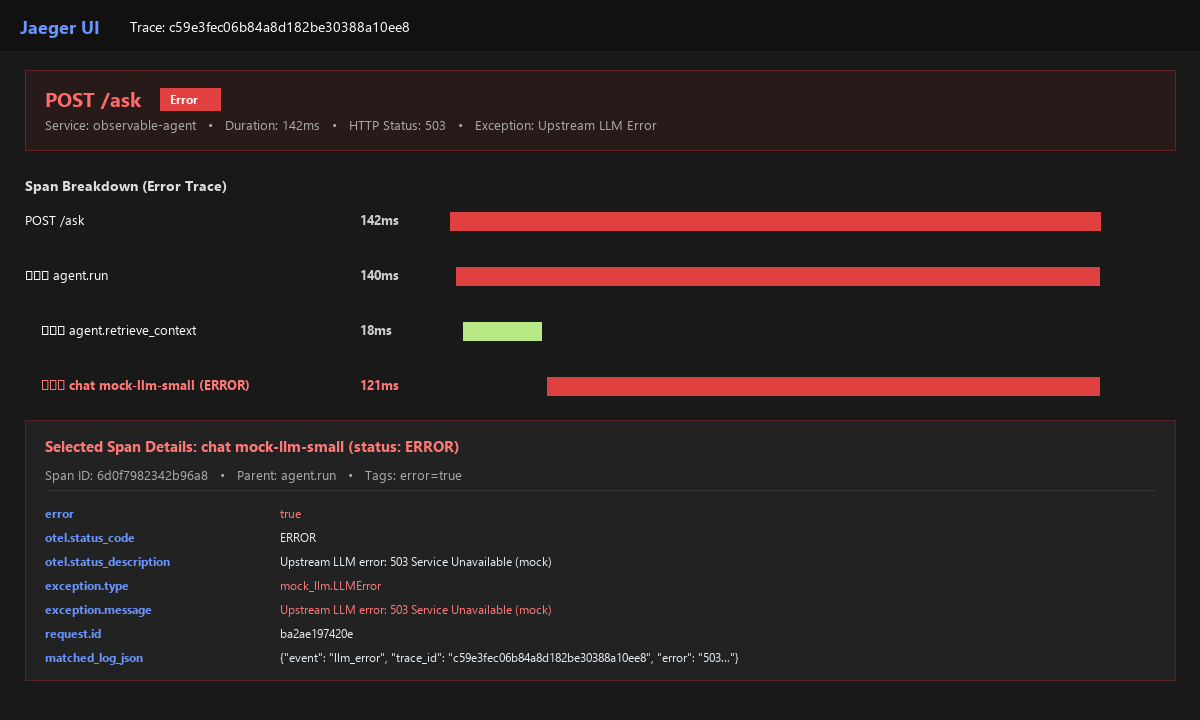 Jaeger UI Trace: c59e3fec06b84a8d182be30388a10ee8
POST /ask Error
Service: observable-agent • Duration: 142ms • HTTP Status: 503 • Exception: Upstream LLM Error
Span Breakdown (Error Trace)
POST /ask 142ms
□□□ agent.run 140ms
□□□ agent.retrieve_context 18ms
□□□ chat mock-llm-small (ERROR) 121ms
Selected Span Details: chat mock-llm-small (status: ERROR)
Span ID: 6d0f7982342b96a8 • Parent: agent.run • Tags: error=true
error true
otel.status_code ERROR
otel.status_description Upstream LLM error: 503 Service Unavailable (mock)
exception.type mock_llm.LLMError
exception.message Upstream LLM error: 503 Service Unavailable (mock)
request.id ba2ae197420e
matched_log_json {"event": "llm_error", "trace_id": "c59e3fec06b84a8d182be30388a10ee8", "error": "503..."}